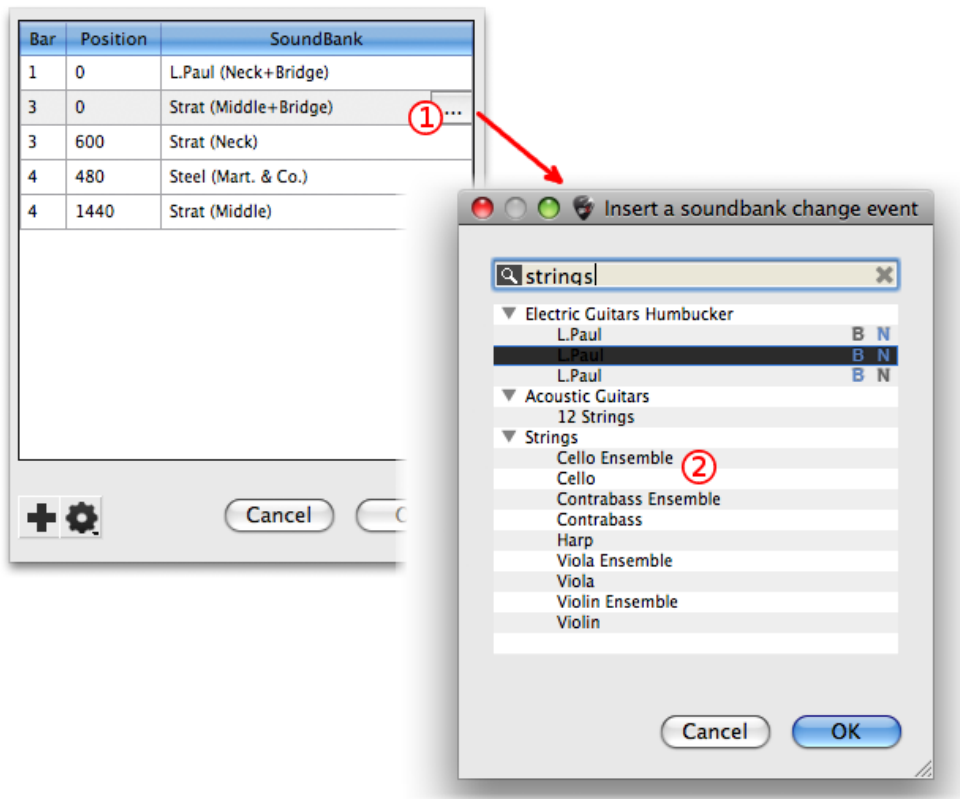 Bar Position SoundBank
1 0 L.Paul (Neck+Bridge)
3 0 Strat (Middle+Bridge) ...
①
3 600 Strat (Neck)
4 480 Steel (Mart. & Co.)
4 1440 Strat (Middle)
Cancel
Insert a soundbank change event
strings
Electric Guitars Humbucker
L.Paul B N
L.Paul B N
L.Paul B N
Acoustic Guitars
12 Strings
Strings
Cello Ensemble
②
Cello
Contrabass Ensemble
Contrabass
Harp
Viola Ensemble
Viola
Violin Ensemble
Violin
Cancel OK